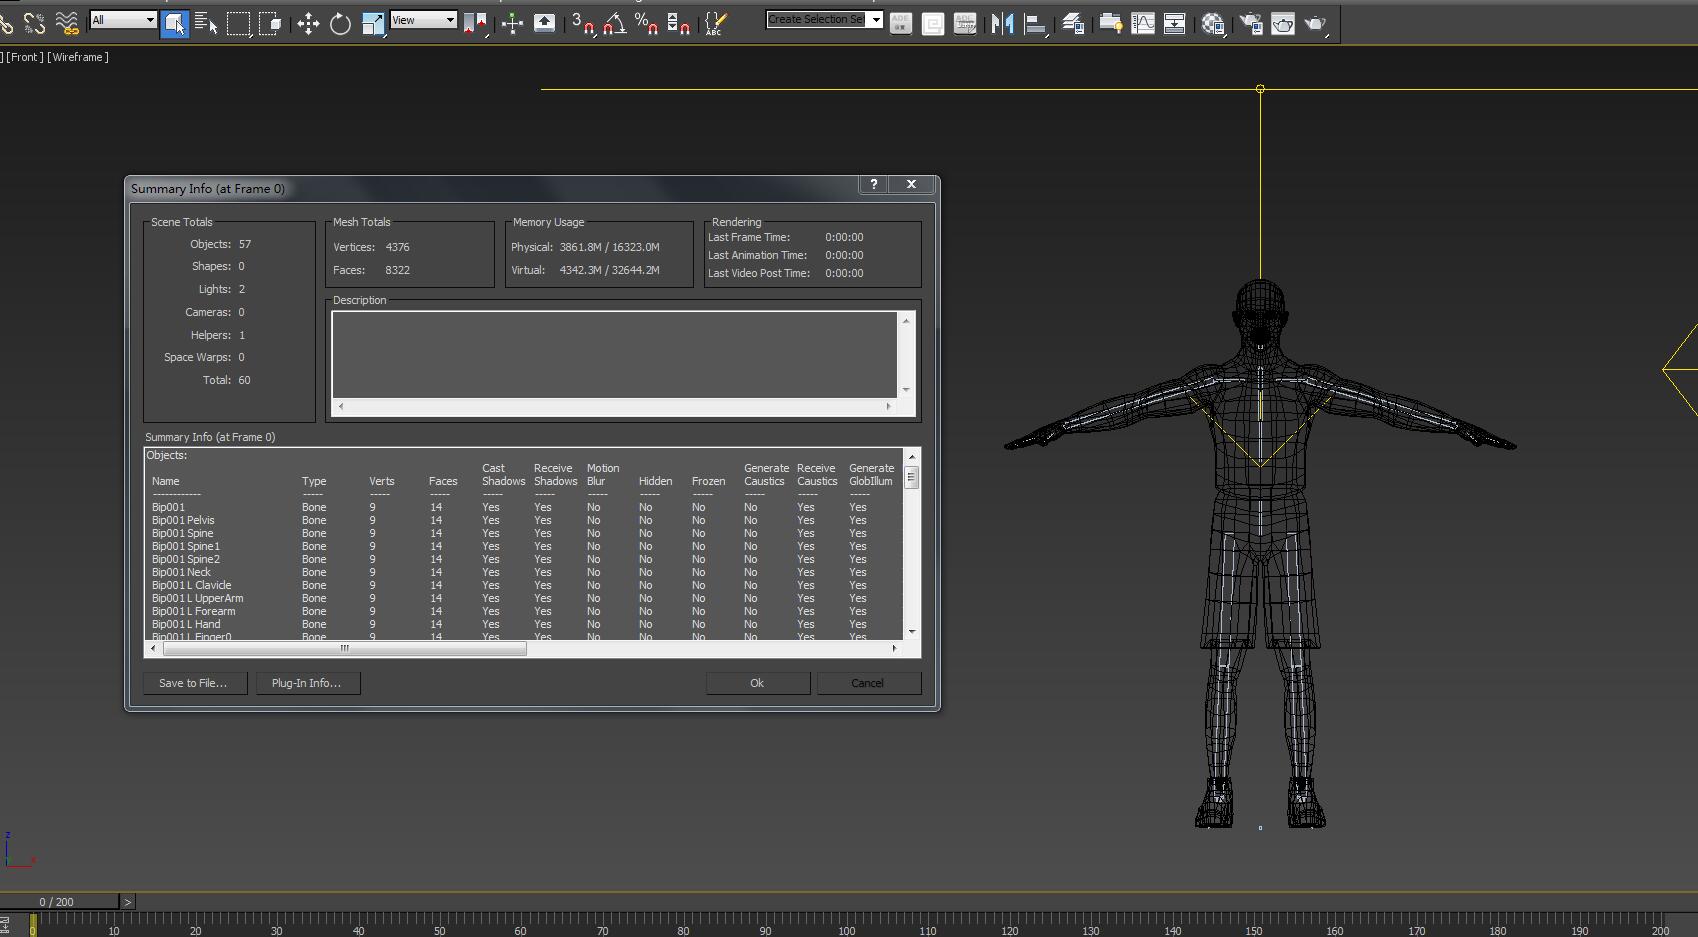 All
View
3
%
ABC
Create Selection Set
] [Front ] [Wireframe ]
Summary Info (at Frame 0)
?
X
Scene Totals
Objects: 57
Shapes: 0
Lights: 2
Cameras: 0
Helpers: 1
Space Warps: 0
Total: 60
Mesh Totals
Vertices: 4376
Faces: 8322
Memory Usage
Physical: 3861.8M / 16323.0M
Virtual: 4342.3M / 32644.2M
Rendering
Last Frame Time: 0:00:00
Last Animation Time: 0:00:00
Last Video Post Time: 0:00:00
Description
Summary Info (at Frame 0)
Objects:
Cast Receive Motion Generate Receive Generate
Name Type Verts Faces Shadows Shadows Blur Hidden Frozen Caustics Caustics GlobIllum
------------ ----- ----- ----- ----- ----- ----- ----- ----- ----- ----- -----
Bip001 Bone 9 14 Yes Yes No No No No Yes Yes
Bip001 Pelvis Bone 9 14 Yes Yes No No No No Yes Yes
Bip001 Spine Bone 9 14 Yes Yes No No No No Yes Yes
Bip001 Spine1 Bone 9 14 Yes Yes No No No No Yes Yes
Bip001 Spine2 Bone 9 14 Yes Yes No No No No Yes Yes
Bip001 Neck Bone 9 14 Yes Yes No No No No Yes Yes
Bip001 L Clavicle Bone 9 14 Yes Yes No No No No Yes Yes
Bip001 L UpperArm Bone 9 14 Yes Yes No No No No Yes Yes
Bip001 L Forearm Bone 9 14 Yes Yes No No No No Yes Yes
Bip001 L Hand Bone 9 14 Yes Yes No No No No Yes Yes
Bip001 L Finger0 Bone 9 14 Yes Yes No No No No Yes Yes
Save to File...
Plug-In Info...
Ok
Cancel
z
x
0 / 200
>
0 10 20 30 40 50 60 70 80 90 100 110 120 130 140 150 160 170 180 190 200